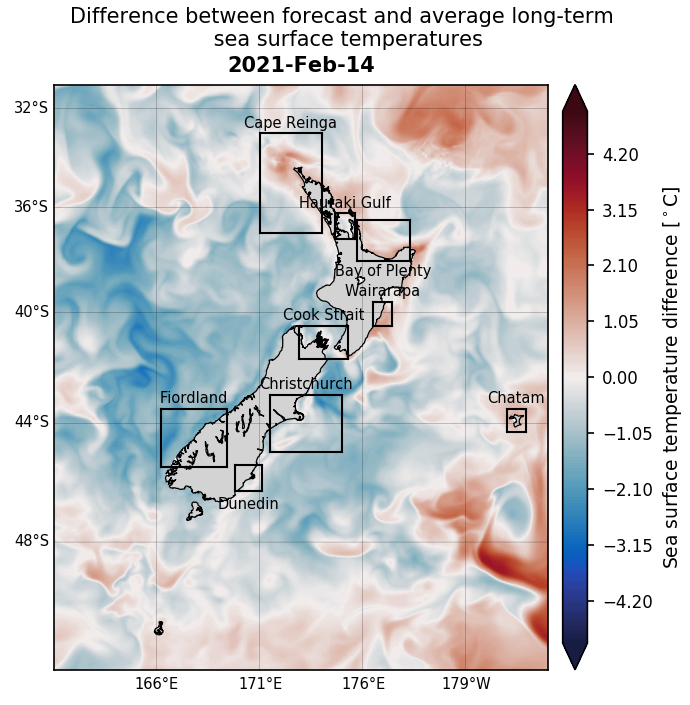 Difference between forecast and average long-term
sea surface temperatures
2021-Feb-14
32°S
36°S
40°S
44°S
48°S
Cape Reinga
Hauraki Gulf
Bay of Plenty
Wairarapa
Cook Strait
Christchurch
Fiordland
Chatam
Dunedin
166°E
171°E
176°E
179°W
4.20
3.15
2.10
1.05
0.00
−1.05
−2.10
−3.15
−4.20
Sea surface temperature difference [°C]